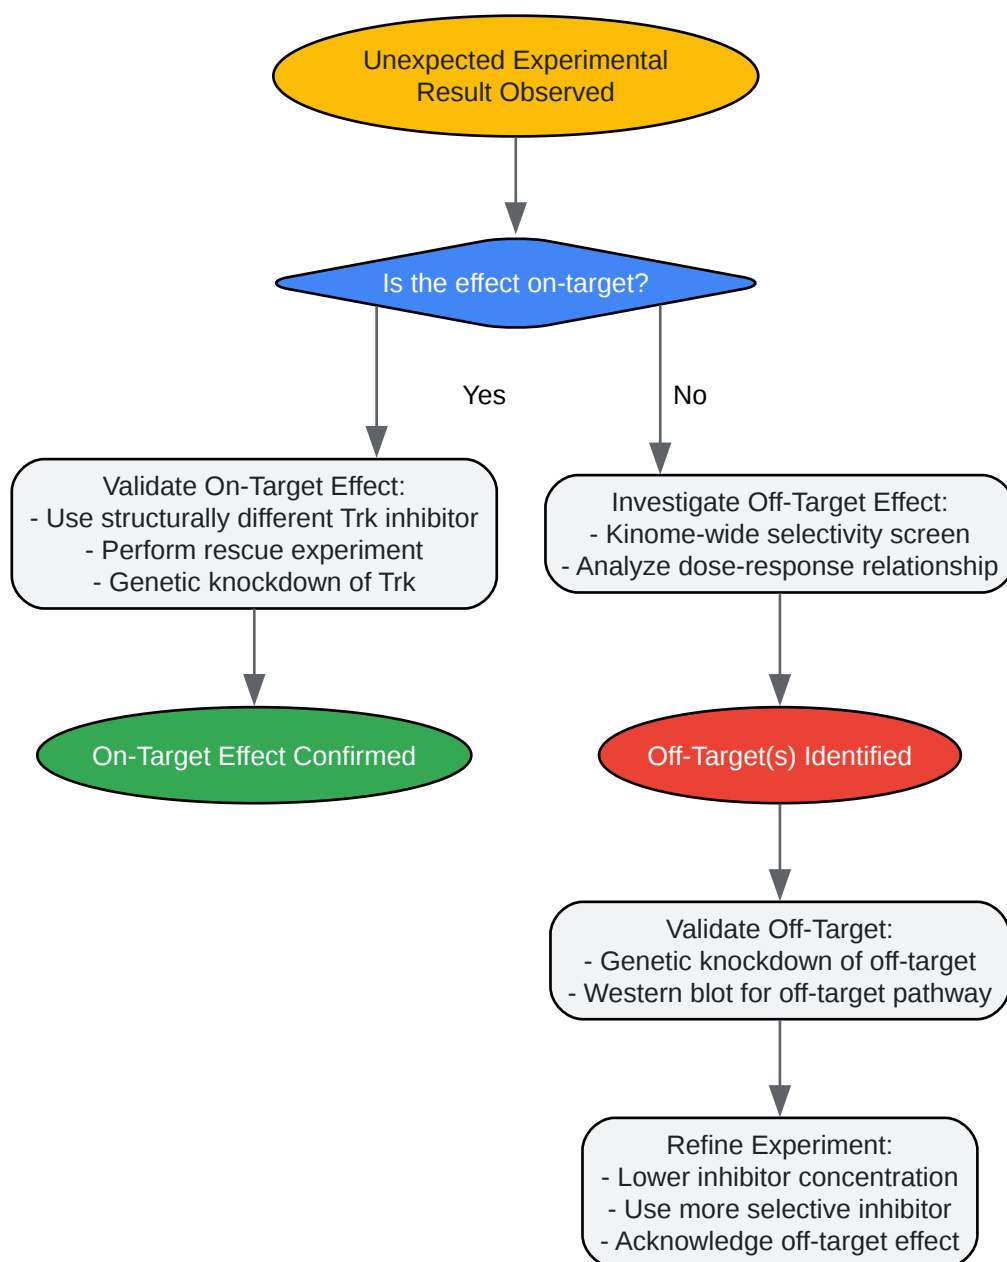 Unexpected Experimental
Result Observed
Is the effect on-target?
Yes
No
Validate On-Target Effect:
- Use structurally different Trk inhibitor
- Perform rescue experiment
- Genetic knockdown of Trk
Investigate Off-Target Effect:
- Kinome-wide selectivity screen
- Analyze dose-response relationship
On-Target Effect Confirmed
Off-Target(s) Identified
Validate Off-Target:
- Genetic knockdown of off-target
- Western blot for off-target pathway
Refine Experiment:
- Lower inhibitor concentration
- Use more selective inhibitor
- Acknowledge off-target effect